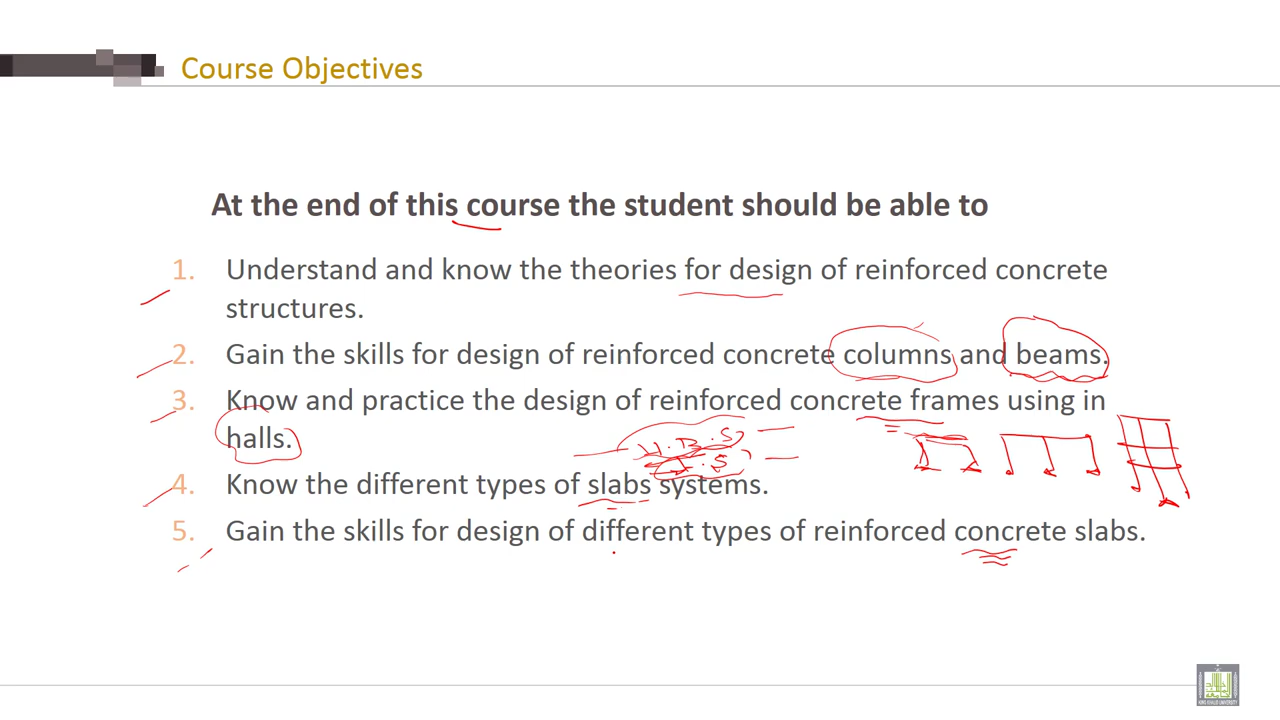 Course Objectives
At the end of this course the student should be able to
1. Understand and know the theories for design of reinforced concrete
structures.
2. Gain the skills for design of reinforced concrete columns and beams.
3. Know and practice the design of reinforced concrete frames using in
halls.
H.B.S
4. Know the different types of slabs systems.
5. Gain the skills for design of different types of reinforced concrete slabs.
KING KHALID UNIVERSITY